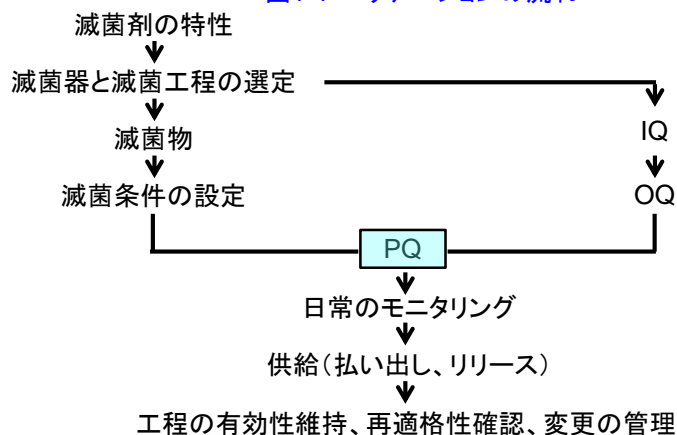 滅菌剤の特性
滅菌器と滅菌工程の選定
滅菌物
IQ
滅菌条件の設定
OQ
PQ
日常のモニタリング
供給(払い出し、リリース)
工程の有効性維持、再適格性確認、変更の管理